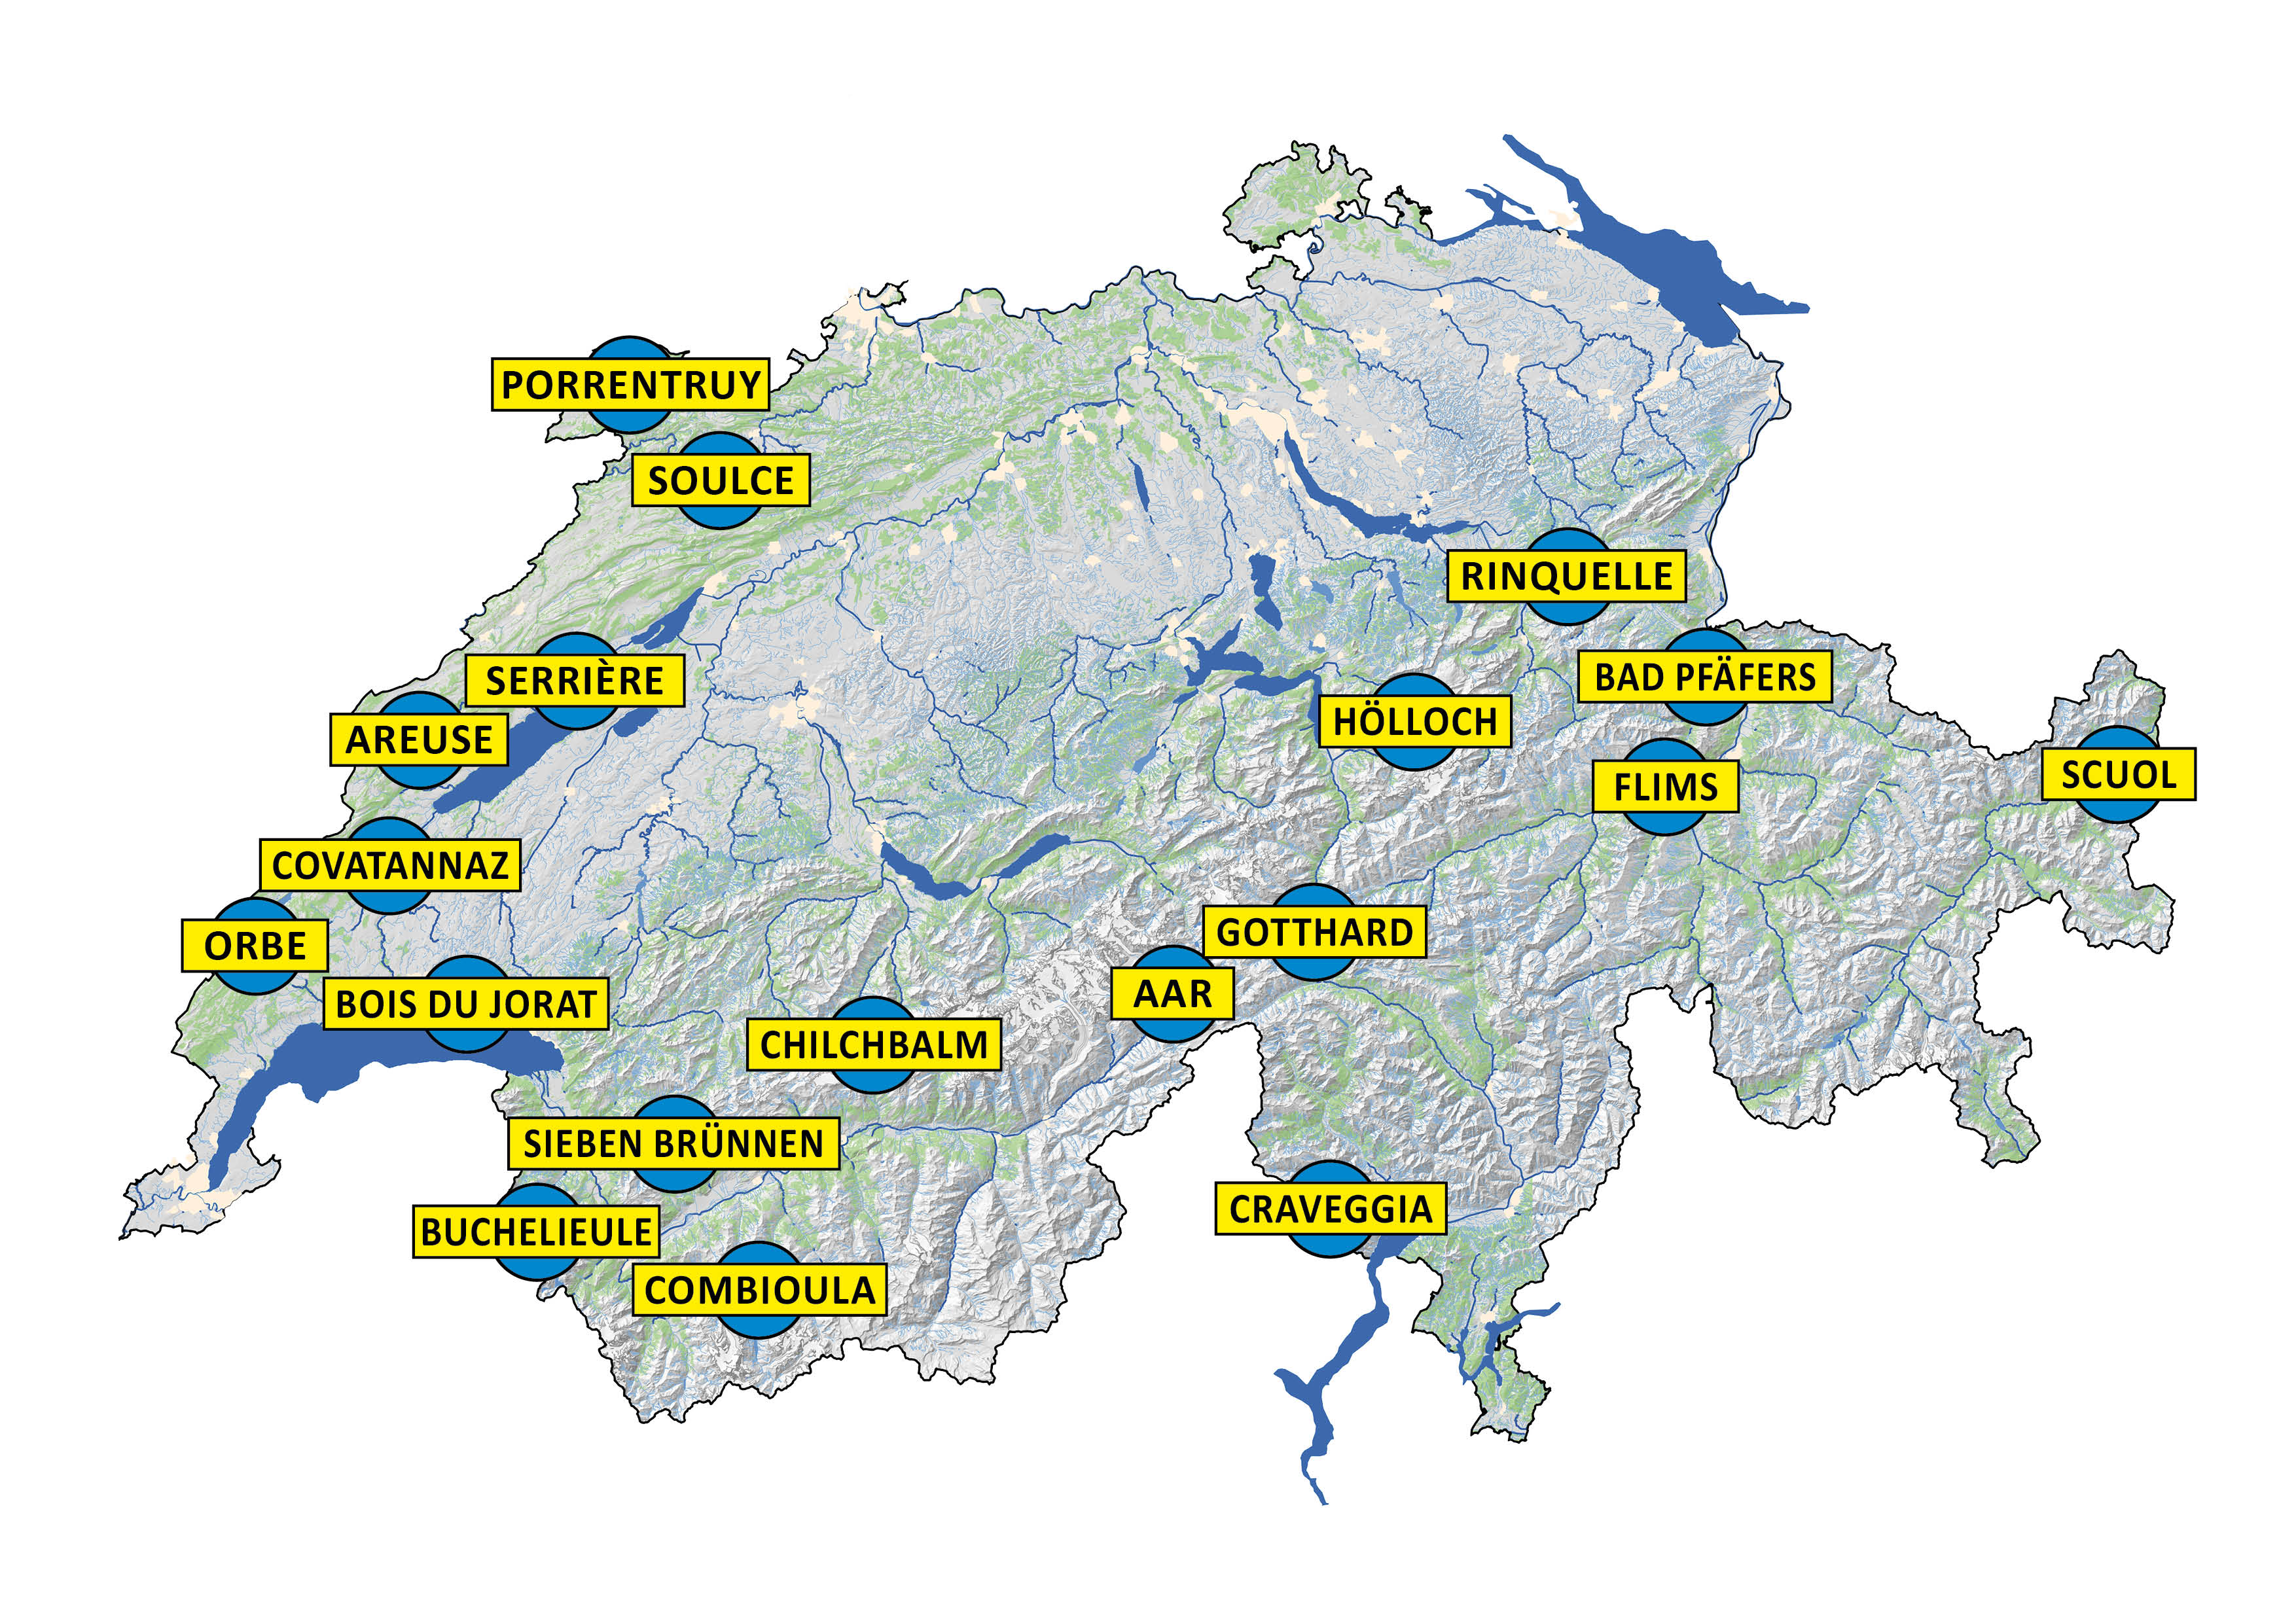 PORRENTRUY
SOULCE
RINQUELLE
SERRIÈRE
BAD PFÄFERS
HÖLLOCH
AREUSE
SCUOL
FLIMS
COVATANNAZ
GOTTHARD
ORBE
AAR
BOIS DU JORAT
CHILCHBALM
SIEBEN BRÜNNEN
CRAVEGGIA
BUCHELIEULE
COMBIOULA